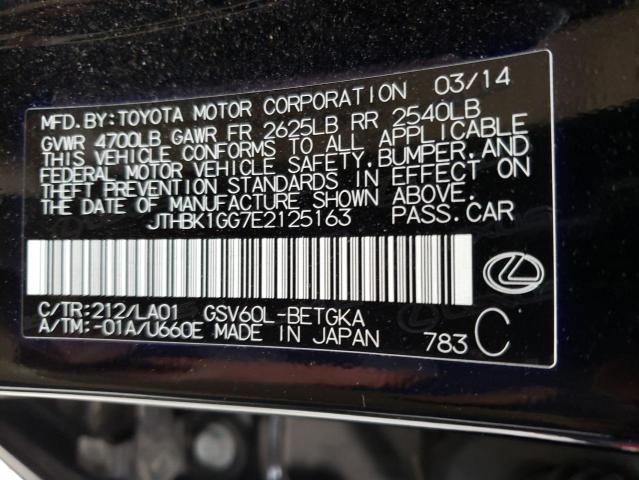 MFD. BY: TOYOTA MOTOR CORPORATION 03/14
GVWR 4700LB GAWR FR 2625LB RR 2540LB
THIS VEHICLE CONFORMS TO ALL APPLICABLE
FEDERAL MOTOR VEHICLE SAFETY, BUMPER, AND
THEFT PREVENTION STANDARDS IN EFFECT ON
THE DATE OF MANUFACTURE SHOWN ABOVE.
JTHBK1GG7E2125163 PASS. CAR
C/TR: 212/LA01 GSV60L-BETGKA
A/TM: -01A/U660E MADE IN JAPAN 783 C